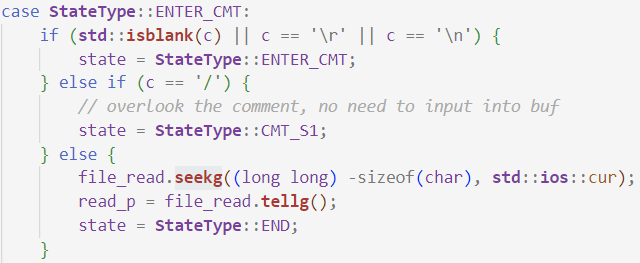 case StateType::ENTER_CMT:
    if (std::isblank(c) || c == '\r' || c == '\n') {
        state = StateType::ENTER_CMT;
    } else if (c == '/') {
        // overlook the comment, no need to input into buf
        state = StateType::CMT_S1;
    } else {
        file_read.seekg((long long) -sizeof(char), std::ios::cur);
        read_p = file_read.tellg();
        state = StateType::END;
    }